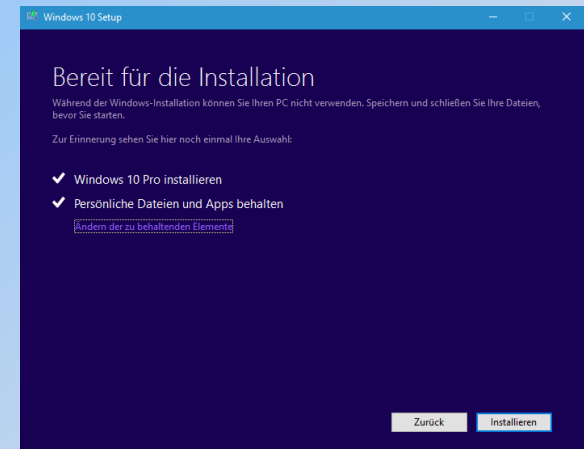 Windows 10 Setup
Bereit für die Installation
Während der Windows-Installation können Sie Ihren PC nicht verwenden. Speichern und schließen Sie Ihre Dateien,
bevor Sie starten.
Zur Erinnerung sehen Sie hier noch einmal Ihre Auswahl:
Windows 10 Pro installieren
Persönliche Dateien und Apps behalten
Ändern der zu behaltenden Elemente
Zurück
Installieren